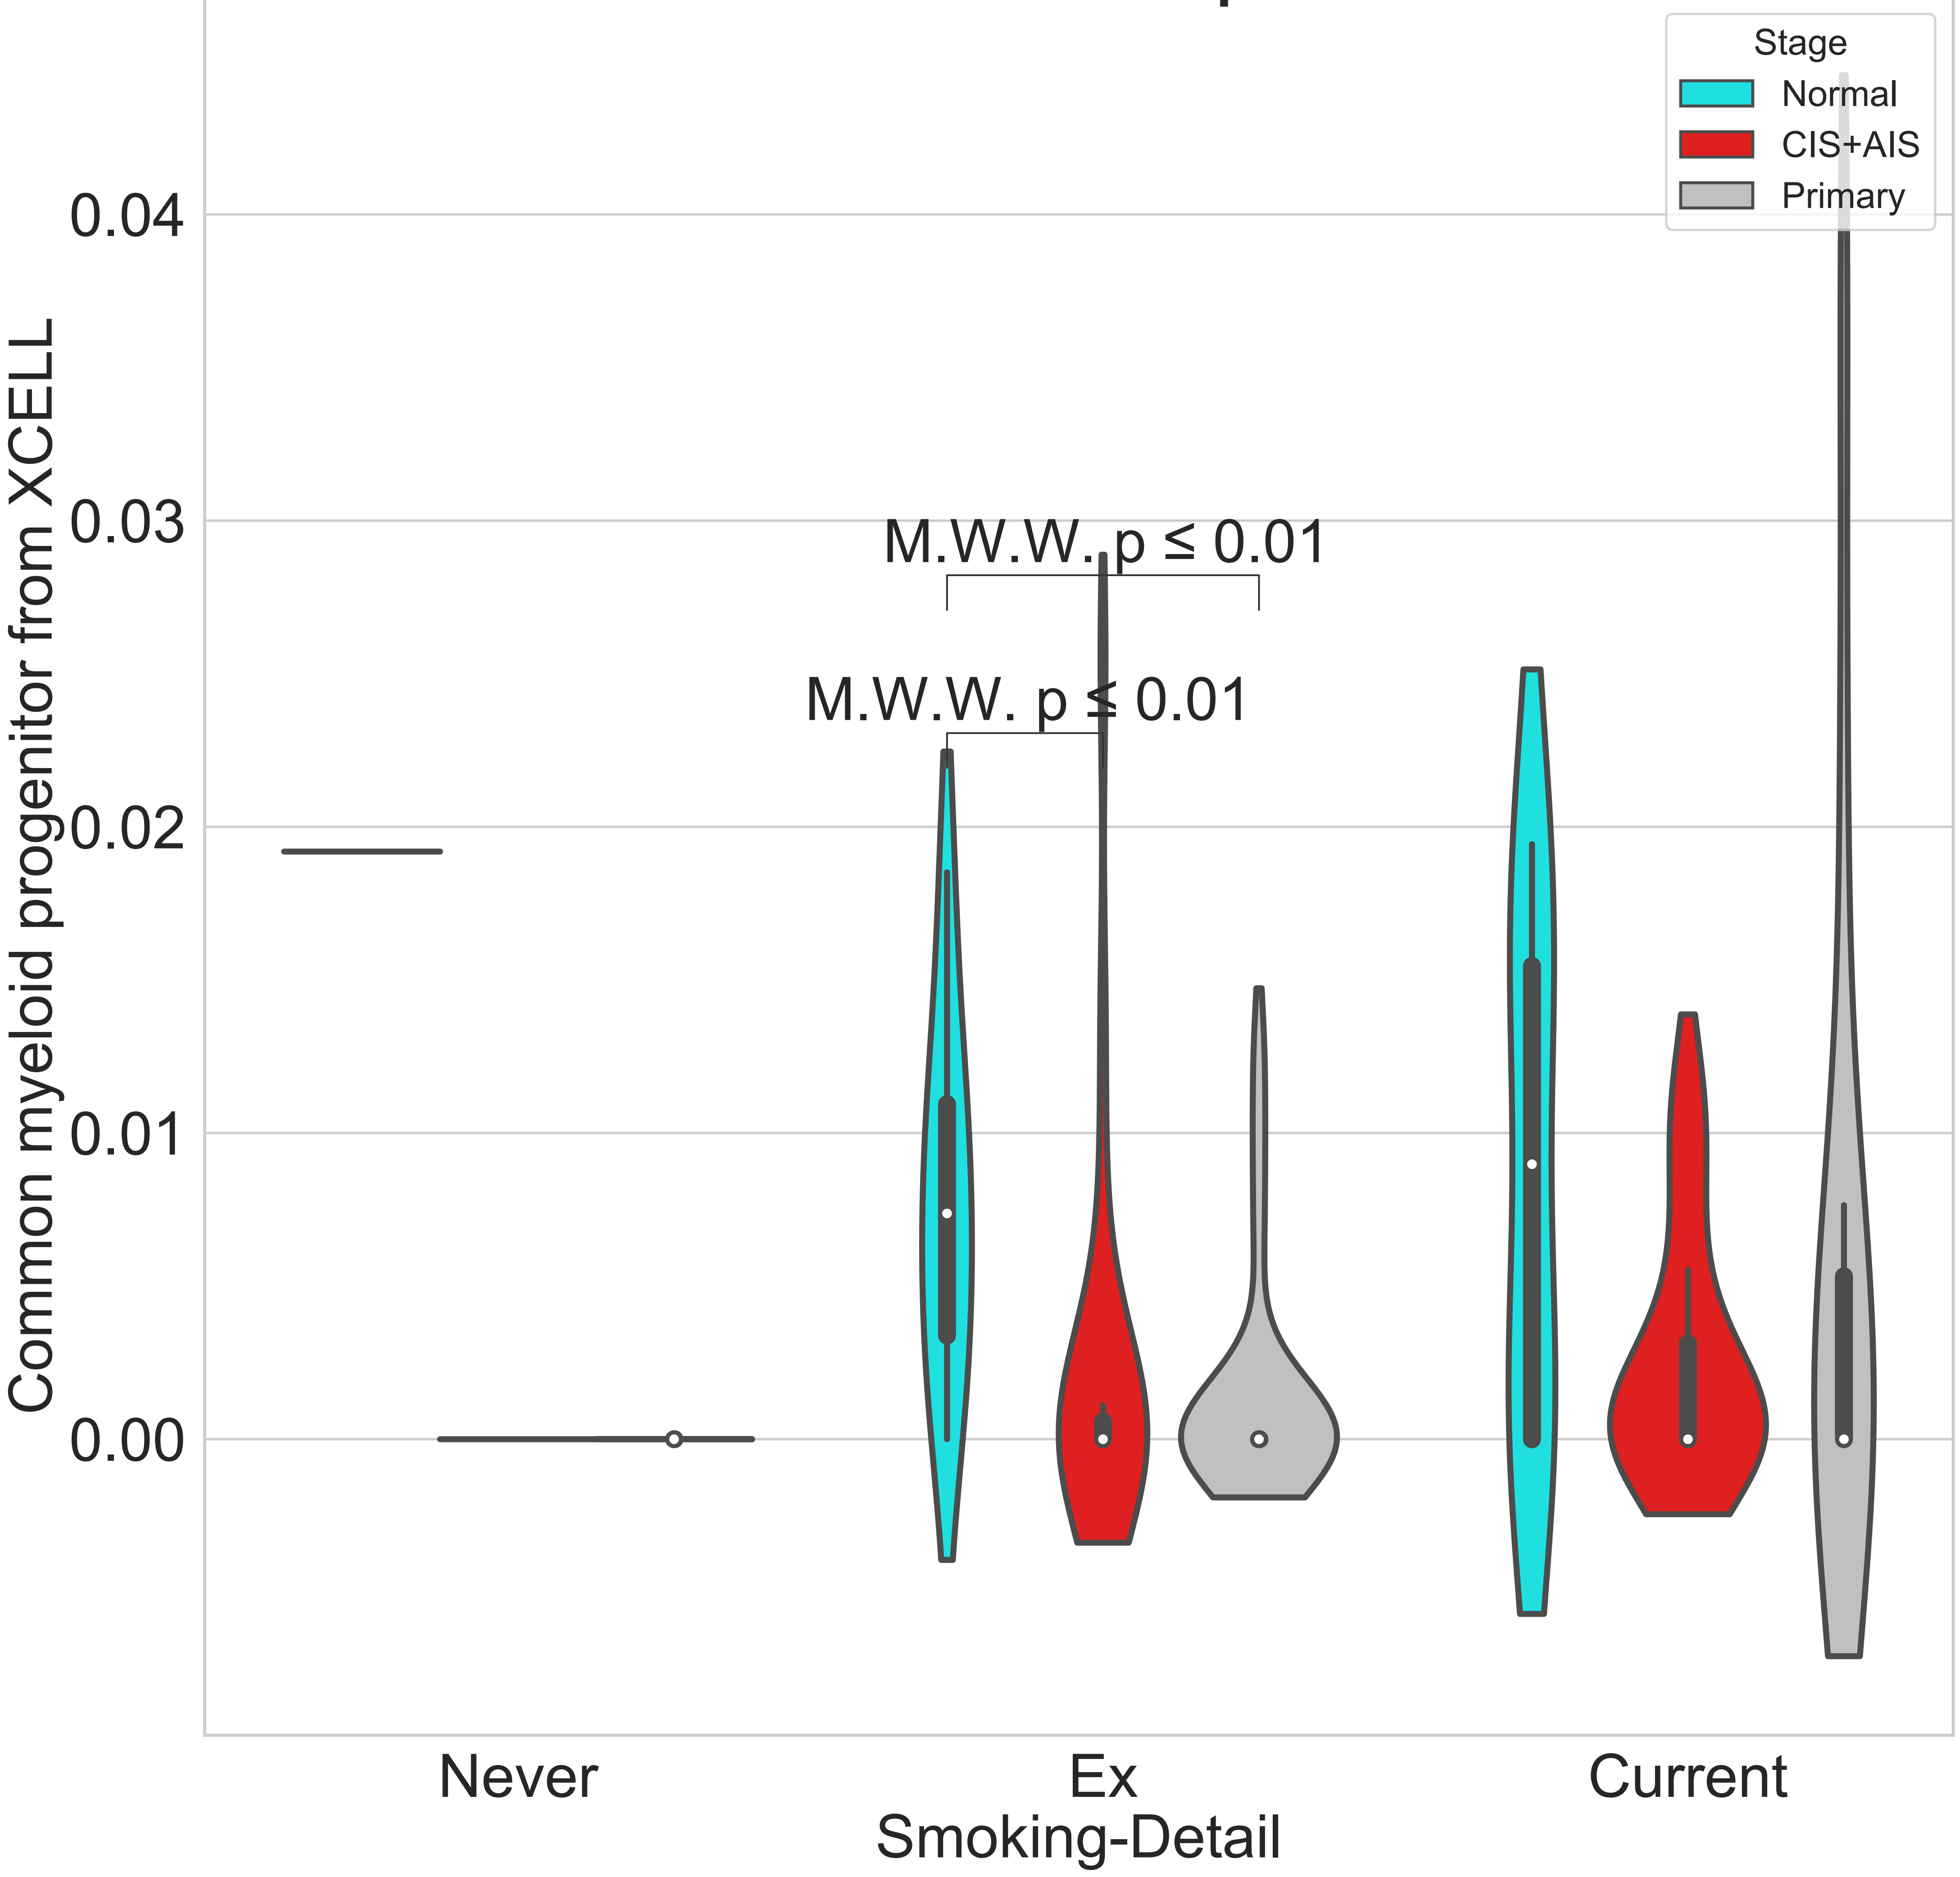 Stage
Normal
CIS+AIS
Primary
Common myeloid progenitor from XCELL
0.04
0.03
0.02
0.01
0.00
M.W.W. p ≤ 0.01
M.W.W. p ≤ 0.01
Never
Ex
Current
Smoking-Detail